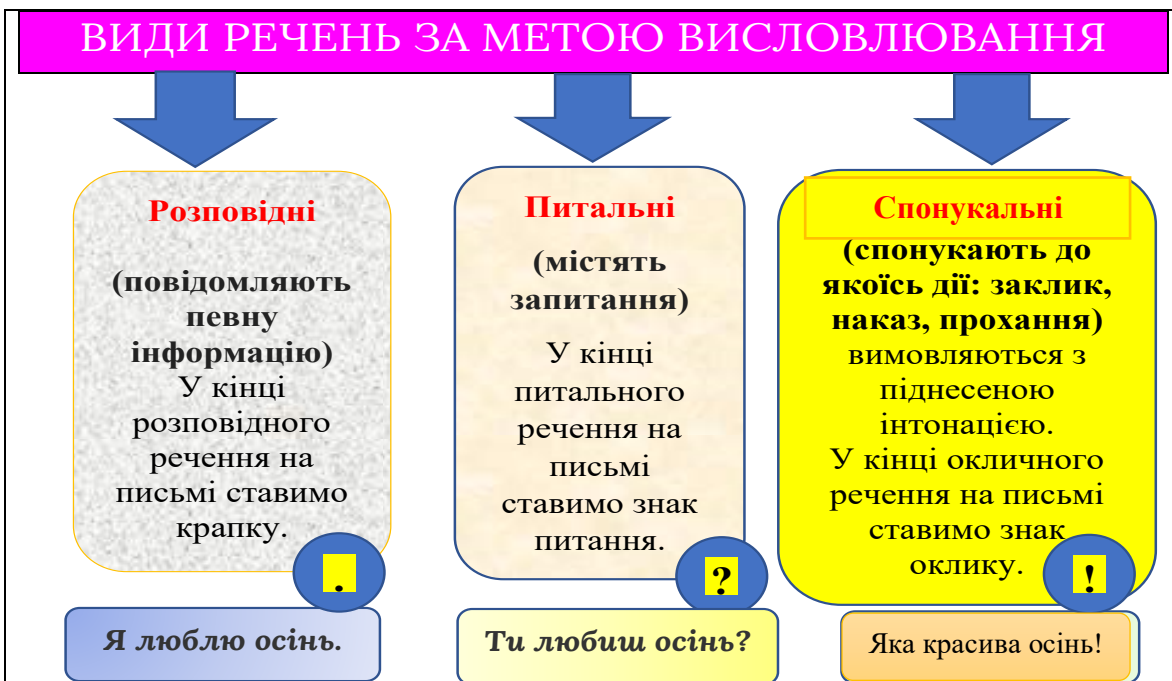 ВИДИ РЕЧЕНЬ ЗА МЕТОЮ ВИСЛОВЛЮВАННЯ
Розповідні
(повідомляють
певну
інформацію)
У кінці
розповідного
речення на
письмі ставимо
крапку.
.
Я люблю осінь.
Питальні
(містять
запитання)
У кінці
питального
речення на
письмі
ставимо знак
питання.
?
Ти любиш осінь?
Спонукальні
(спонукають до
якоїсь дії: заклик,
наказ, прохання)
вимовляються з
піднесеною
інтонацією.
У кінці окличного
речення на письмі
ставимо знак
оклику.
!
Яка красива осінь!